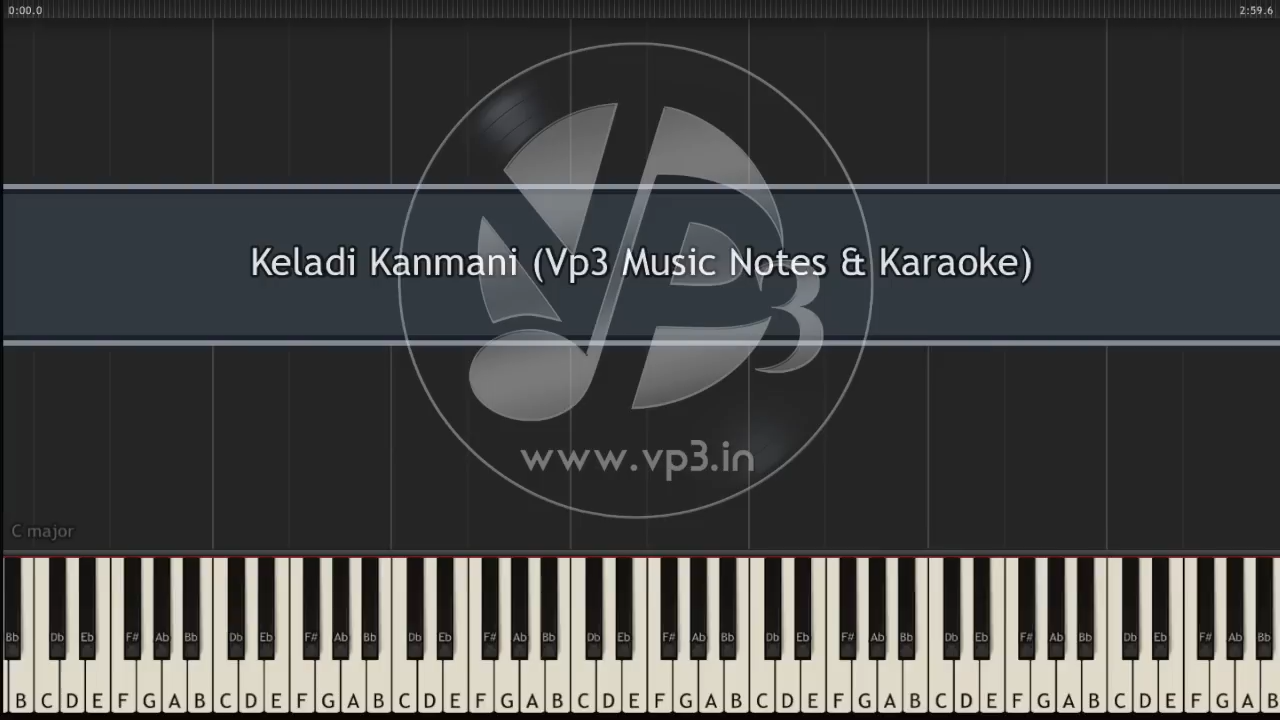 0:00.0 2:59.6
Keladi Kanmani (Vp3 Music Notes & Karaoke)
VP3
www.vp3.in
C major
Bb Db Eb F# Ab Bb Db Eb F# Ab Bb Db Eb F# Ab Bb Db Eb F# Ab Bb Db Eb F# Ab Bb Db Eb F# Ab Bb Db Eb F# Ab Bb
B C D E F G A B C D E F G A B C D E F G A B C D E F G A B C D E F G A B C D E F G A B C D E F G A B